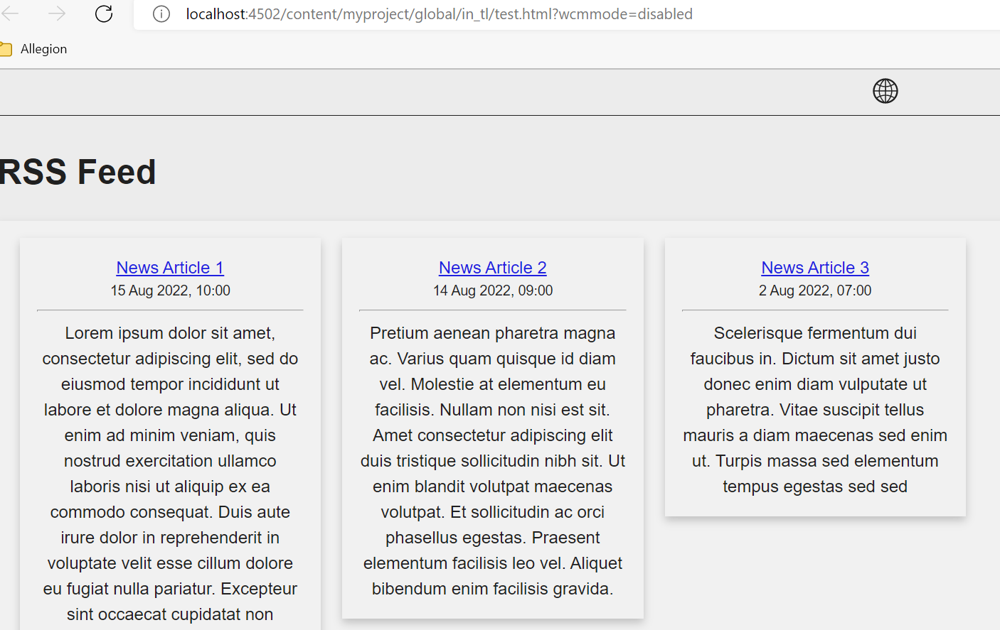 localhost:4502/content/myproject/global/in_tl/test.html?wcmmode=disabled
Allegion
RSS Feed
News Article 1
15 Aug 2022, 10:00
Lorem ipsum dolor sit amet,
consectetur adipiscing elit, sed do
eiusmod tempor incididunt ut
labore et dolore magna aliqua. Ut
enim ad minim veniam, quis
nostrud exercitation ullamco
laboris nisi ut aliquip ex ea
commodo consequat. Duis aute
irure dolor in reprehenderit in
voluptate velit esse cillum dolore
eu fugiat nulla pariatur. Excepteur
sint occaecat cupidatat non
News Article 2
14 Aug 2022, 09:00
Pretium aenean pharetra magna
ac. Varius quam quisque id diam
vel. Molestie at elementum eu
facilisis. Nullam non nisi est sit.
Amet consectetur adipiscing elit
duis tristique sollicitudin nibh sit. Ut
enim blandit volutpat maecenas
volutpat. Et sollicitudin ac orci
phasellus egestas. Praesent
elementum facilisis leo vel. Aliquet
bibendum enim facilisis gravida.
News Article 3
2 Aug 2022, 07:00
Scelerisque fermentum dui
faucibus in. Dictum sit amet justo
donec enim diam vulputate ut
pharetra. Vitae suscipit tellus
mauris a diam maecenas sed enim
ut. Turpis massa sed elementum
tempus egestas sed sed